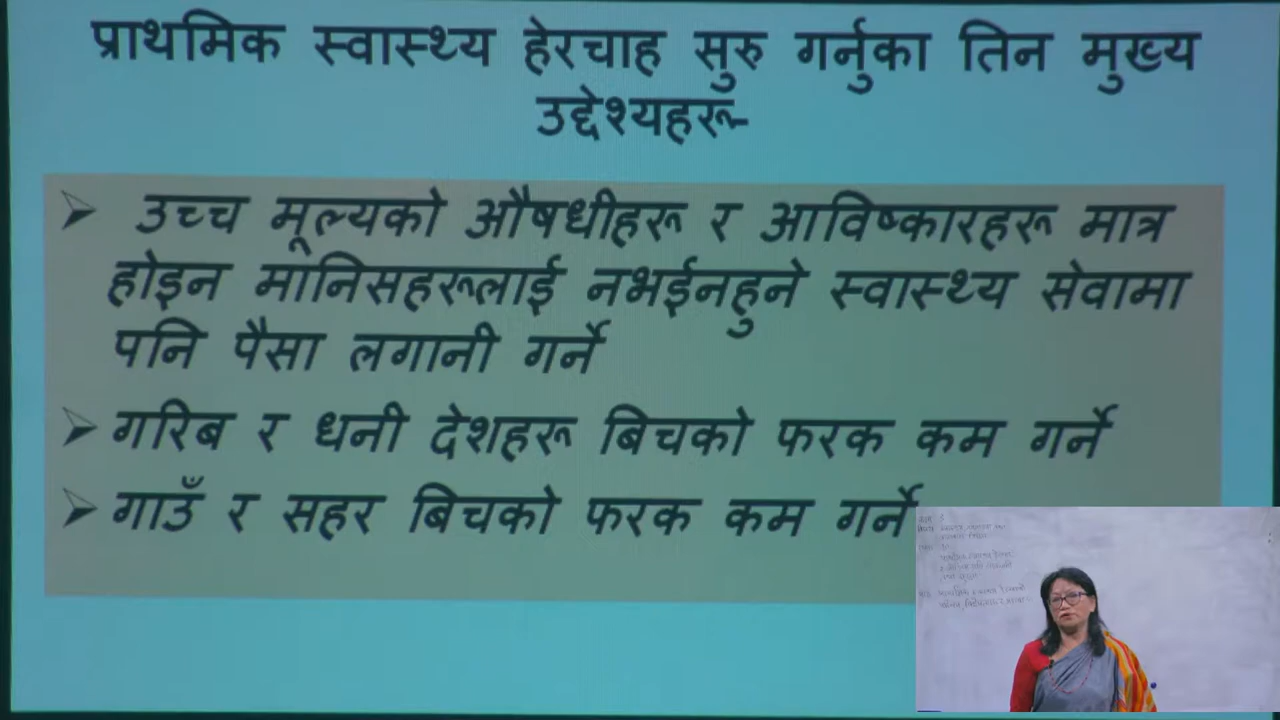 प्राथमिक स्वास्थ्य हेरचाह सुरु गर्नुका तिन मुख्य
उद्देश्यहरू-
उच्च मूल्यको औषधीहरू र आविष्कारहरू मात्र
होइन मानिसहरूलाई नभईनहुने स्वास्थ्य सेवामा
पनि पैसा लगानी गर्ने
गरिब र धनी देशहरू बिचको फरक कम गर्ने
गाउँ र सहर बिचको फरक कम गर्ने